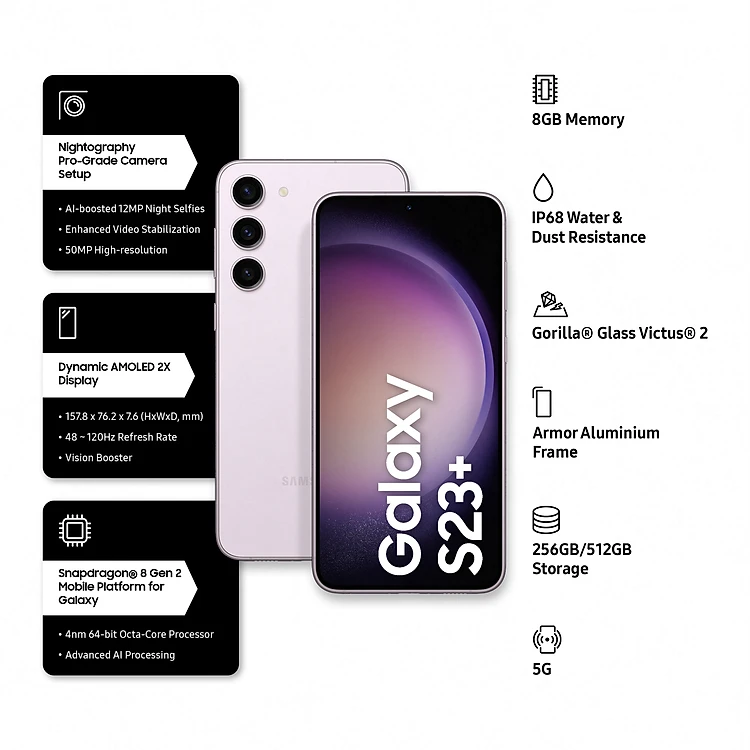 Nightography
Pro-Grade Camera
Setup
• AI-boosted 12MP Night Selfies
• Enhanced Video Stabilization
• 50MP High-resolution
Dynamic AMOLED 2X
Display
• 157.8 x 76.2 x 7.6 (HxWxD, mm)
• 48 ~ 120Hz Refresh Rate
• Vision Booster
Snapdragon® 8 Gen 2
Mobile Platform for
Galaxy
• 4nm 64-bit Octa-Core Processor
• Advanced AI Processing
SAMS
Galaxy
S23+
8GB Memory
IP68 Water &
Dust Resistance
Gorilla® Glass Victus® 2
Armor Aluminium
Frame
256GB/512GB
Storage
5G